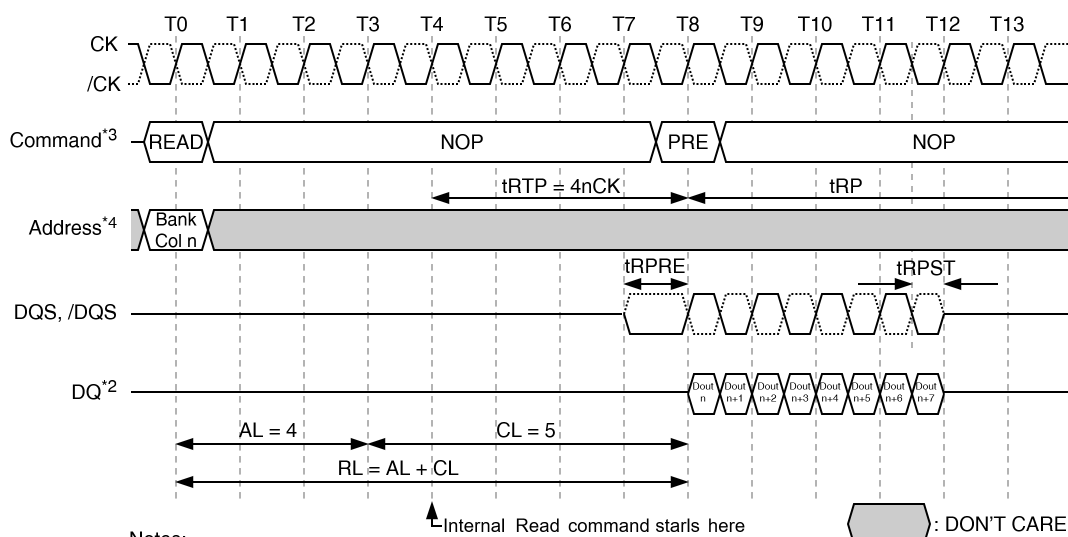 T0 T1 T2 T3 T4 T5 T6 T7 T8 T9 T10 T11 T12 T13
CK
/CK
Command*3 READ NOP PRE NOP
tRTP = 4nCK tRP
Address*4 Bank
Col n
tRPRE tRPST
DQS, /DQS
DQ*2
Dout Dout Dout Dout Dout Dout Dout Dout
n n+1 n+2 n+3 n+4 n+5 n+6 n+7
AL = 4 CL = 5
RL = AL + CL
Internal Read command starls here
: DON'T CARE
Notes: